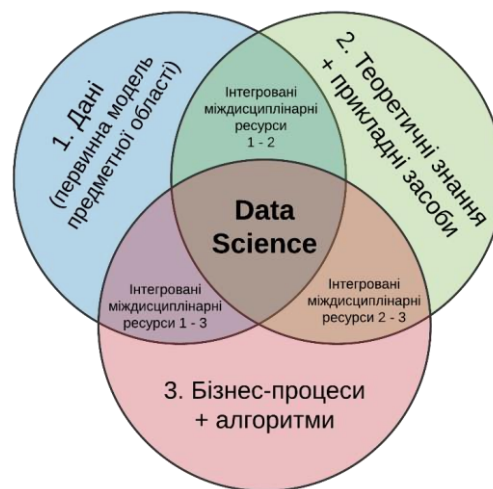 1. Дані
(первинна модель
предметної області)
2. Теоретичні знання
+ прикладні засоби
Інтегровані
міждисциплінарні
ресурси
1 - 2
Data
Science
Інтегровані
міждисциплінарні
ресурси 1 - 3
Інтегровані
міждисциплінарні
ресурси 2 - 3
3. Бізнес-процеси
+ алгоритми